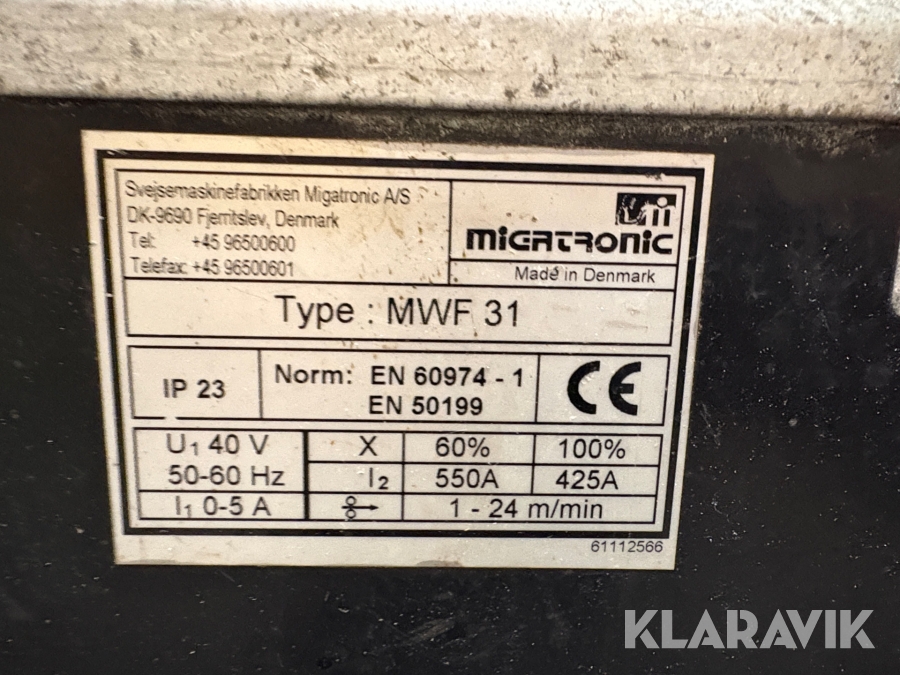 Svejsemaskinefabrikken Migatronic A/S
DK-9690 Fjerritslev, Denmark
Tel: +45 96500600
Telefax: +45 96500601
MIGATRONIC
Made in Denmark
Type : MWF 31
IP 23
Norm: EN 60974 - 1
EN 50199
CE
U1 40 V X 60% 100%
50-60 Hz I2 550A 425A
I1 0-5 A 1 - 24 m/min
61112566
KLARAVIK